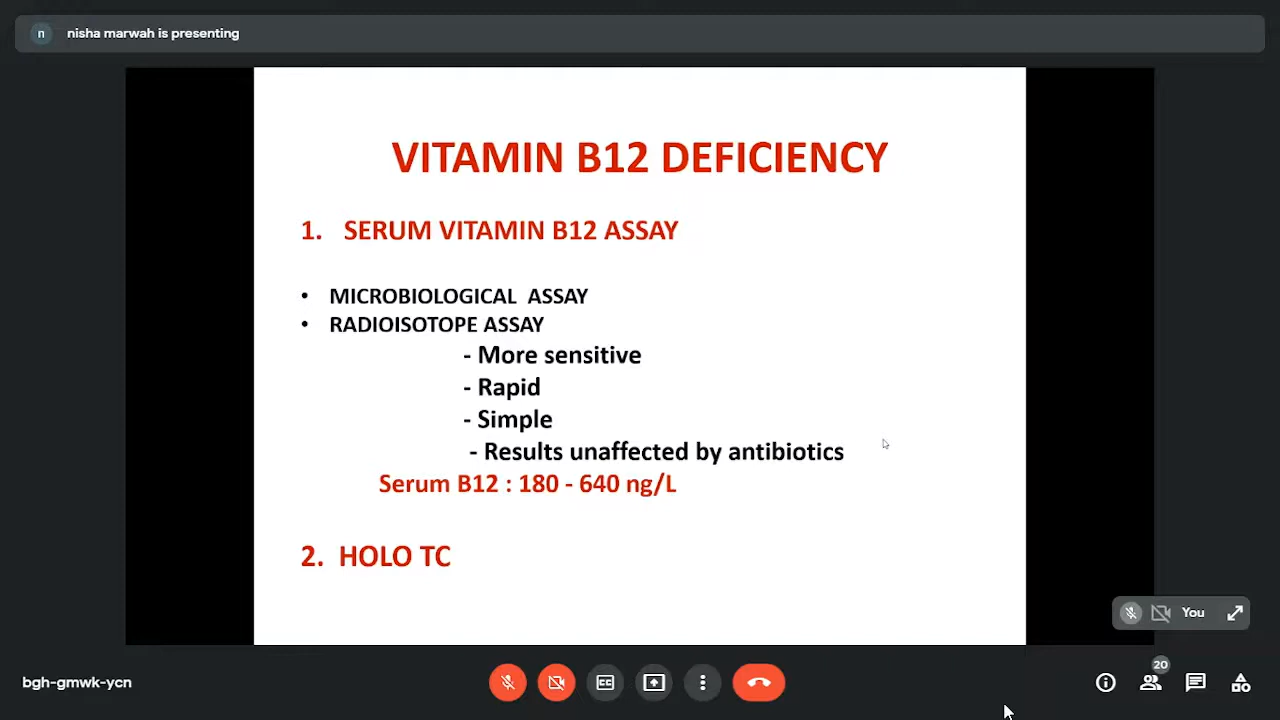 n nisha marwah is presenting
VITAMIN B12 DEFICIENCY
1. SERUM VITAMIN B12 ASSAY
• MICROBIOLOGICAL ASSAY
• RADIOISOTOPE ASSAY
- More sensitive
- Rapid
- Simple
- Results unaffected by antibiotics
Serum B12 : 180 - 640 ng/L
2. HOLO TC
You
20
bgh-gmwk-ycn
CC